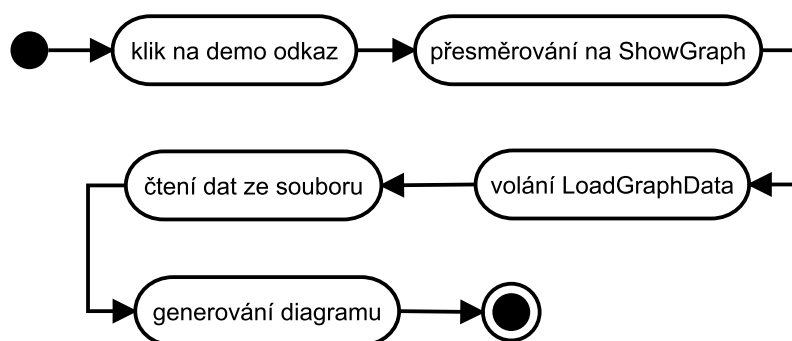 klik na demo odkaz
přesměrování na ShowGraph
volání LoadGraphData
čtení dat ze souboru
generování diagramu